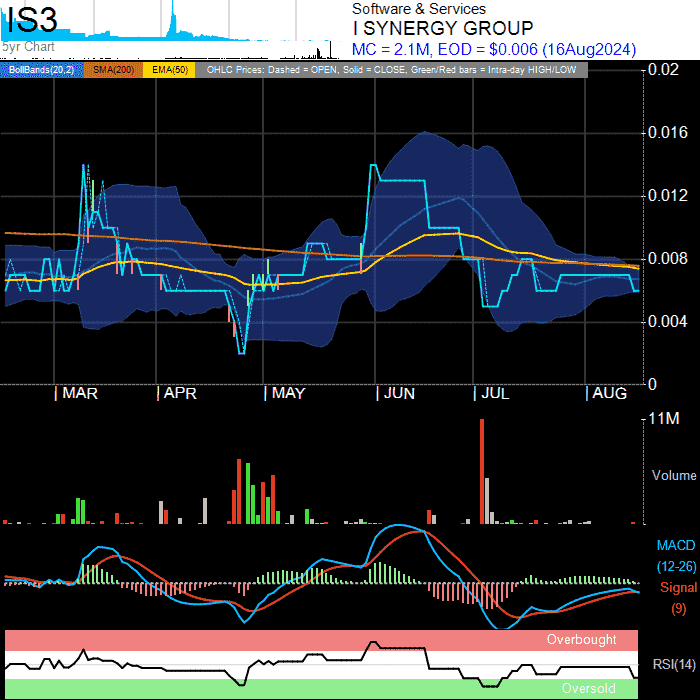 IS3
5yr Chart
Software & Services
I SYNERGY GROUP
MC = 2.1M, EOD = $0.006 (16Aug2024)
BollBands(20,2) SMA(200) EMA(50) OHLC Prices: Dashed = OPEN, Solid = CLOSE, Green/Red bars = Intra-day HIGH/LOW
0.02
0.016
0.012
0.008
0.004
0
| MAR | APR | MAY | JUN | JUL | AUG
11M
Volume
MACD
(12-26)
Signal
(9)
Overbought
RSI(14)
Oversold